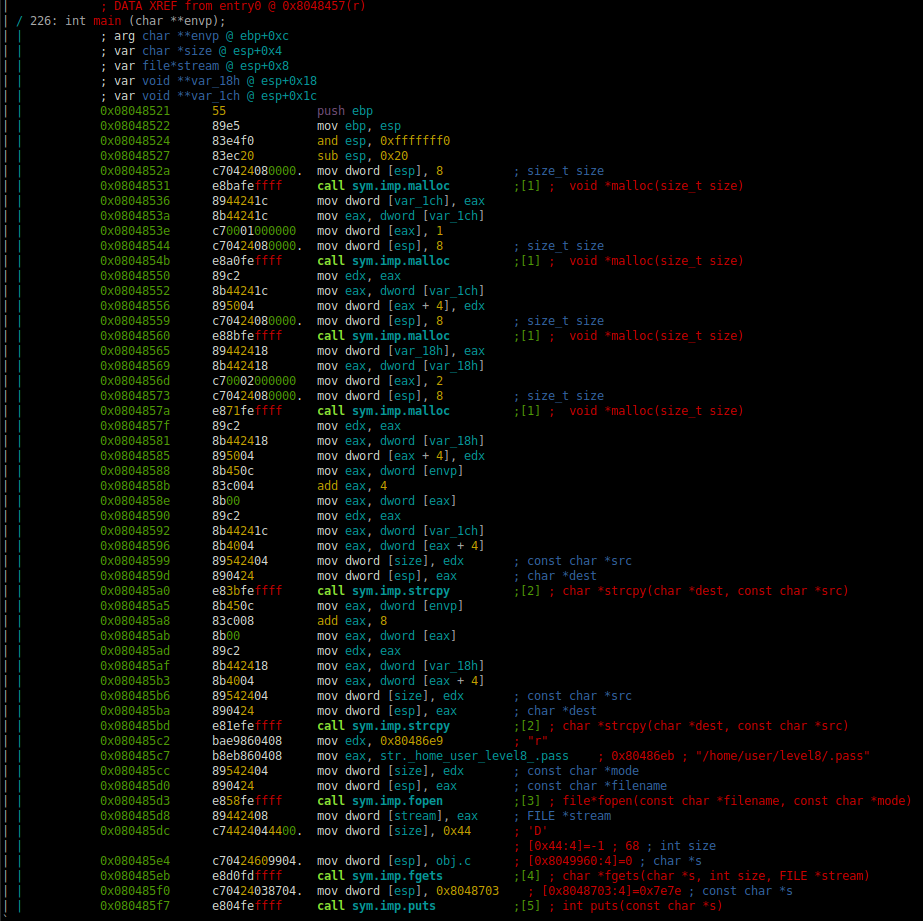 ; DATA XREF from entry0 @ 0x8048457(r)
/ 226: int main (char **envp);
| ; arg char **envp @ ebp+0xc
| ; var char *size @ esp+0x4
| ; var file*stream @ esp+0x8
| ; var void **var_18h @ esp+0x18
| ; var void **var_1ch @ esp+0x1c
| 0x08048521 55 push ebp
| 0x08048522 89e5 mov ebp, esp
| 0x08048524 83e4f0 and esp, 0xfffffff0
| 0x08048527 83ec20 sub esp, 0x20
| 0x0804852a c70424080000. mov dword [esp], 8 ; size_t size
| 0x08048531 e8bafeffff call sym.imp.malloc ;[1] ; void *malloc(size_t size)
| 0x08048536 8944241c mov dword [var_1ch], eax
| 0x0804853a 8b44241c mov eax, dword [var_1ch]
| 0x0804853e c70001000000 mov dword [eax], 1
| 0x08048544 c70424080000. mov dword [esp], 8 ; size_t size
| 0x0804854b e8a0feffff call sym.imp.malloc ;[1] ; void *malloc(size_t size)
| 0x08048550 89c2 mov edx, eax
| 0x08048552 8b44241c mov eax, dword [var_1ch]
| 0x08048556 895004 mov dword [eax + 4], edx
| 0x08048559 c70424080000. mov dword [esp], 8 ; size_t size
| 0x08048560 e88bfeffff call sym.imp.malloc ;[1] ; void *malloc(size_t size)
| 0x08048565 89442418 mov dword [var_18h], eax
| 0x08048569 8b442418 mov eax, dword [var_18h]
| 0x0804856d c70002000000 mov dword [eax], 2
| 0x08048573 c70424080000. mov dword [esp], 8 ; size_t size
| 0x0804857a e871feffff call sym.imp.malloc ;[1] ; void *malloc(size_t size)
| 0x0804857f 89c2 mov edx, eax
| 0x08048581 8b442418 mov eax, dword [var_18h]
| 0x08048585 895004 mov dword [eax + 4], edx
| 0x08048588 8b450c mov eax, dword [envp]
| 0x0804858b 83c004 add eax, 4
| 0x0804858e 8b00 mov eax, dword [eax]
| 0x08048590 89c2 mov edx, eax
| 0x08048592 8b44241c mov eax, dword [var_1ch]
| 0x08048596 8b4004 mov eax, dword [eax + 4]
| 0x08048599 89542404 mov dword [size], edx ; const char *src
| 0x0804859d 890424 mov dword [esp], eax ; char *dest
| 0x080485a0 e83bfeffff call sym.imp.strcpy ;[2] ; char *strcpy(char *dest, const char *src)
| 0x080485a5 8b450c mov eax, dword [envp]
| 0x080485a8 83c008 add eax, 8
| 0x080485ab 8b00 mov eax, dword [eax]
| 0x080485ad 89c2 mov edx, eax
| 0x080485af 8b442418 mov eax, dword [var_18h]
| 0x080485b3 8b4004 mov eax, dword [eax + 4]
| 0x080485b6 89542404 mov dword [size], edx ; const char *src
| 0x080485ba 890424 mov dword [esp], eax ; char *dest
| 0x080485bd e81efeffff call sym.imp.strcpy ;[2] ; char *strcpy(char *dest, const char *src)
| 0x080485c2 bae9860408 mov edx, 0x80486e9 ; "r"
| 0x080485c7 b8eb860408 mov eax, str._home_user_level8_.pass ; 0x80486eb ; "/home/user/level8/.pass"
| 0x080485cc 89542404 mov dword [size], edx ; const char *mode
| 0x080485d0 890424 mov dword [esp], eax ; const char *filename
| 0x080485d3 e858feffff call sym.imp.fopen ;[3] ; file*fopen(const char *filename, const char *mode)
| 0x080485d8 89442408 mov dword [stream], eax ; FILE *stream
| 0x080485dc c74424044400. mov dword [size], 0x44 ; 'D'
| ; [0x44:4]=-1 ; 68 ; int size
| 0x080485e4 c70424609904. mov dword [esp], obj.c ; [0x8049960:4]=0 ; char *s
| 0x080485eb e8d0fdffff call sym.imp.fgets ;[4] ; char *fgets(char *s, int size, FILE *stream)
| 0x080485f0 c70424038704. mov dword [esp], 0x8048703 ; [0x8048703:4]=0x7e7e ; const char *s
| 0x080485f7 e804feffff call sym.imp.puts ;[5] ; int puts(const char *s)